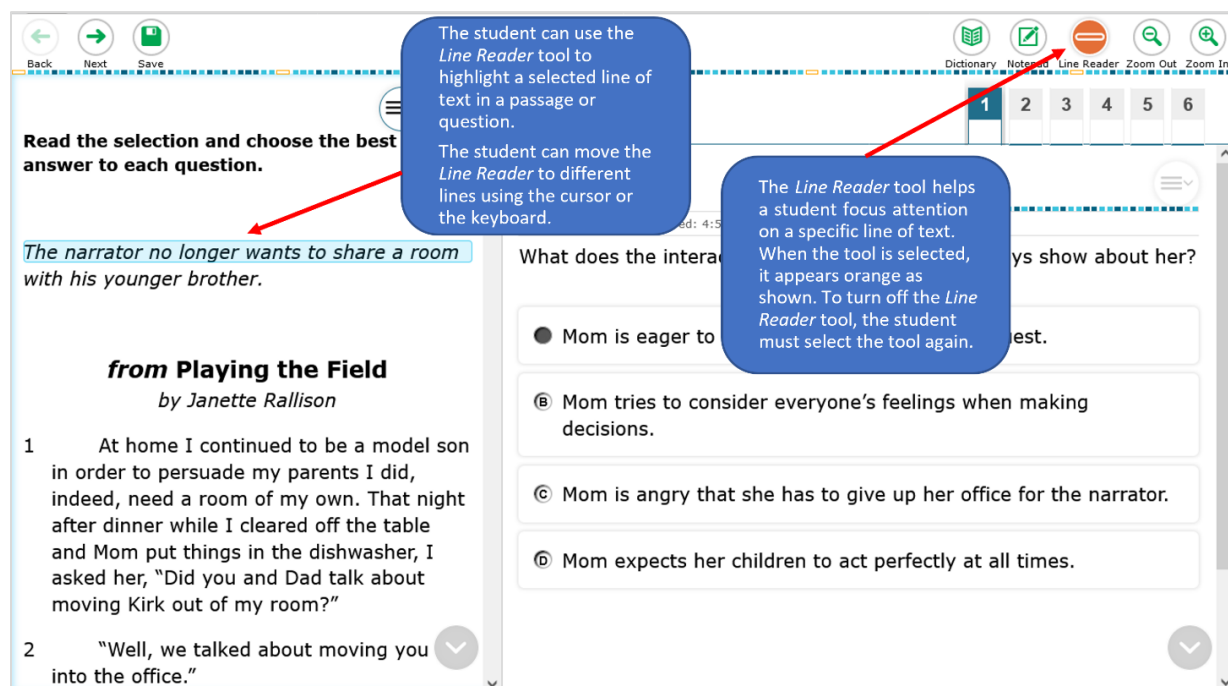 Back
Next
Save
Dictionary
Notepad
Line Reader
Zoom Out
Zoom In
The student can use the
Line Reader tool to
highlight a selected line of
text in a passage or
question.
The student can move the
Line Reader to different
lines using the cursor or
the keyboard.
1 2 3 4 5 6
Read the selection and choose the best
answer to each question.
The narrator no longer wants to share a room
with his younger brother.
from Playing the Field
by Janette Rallison
1 At home I continued to be a model son
in order to persuade my parents I did,
indeed, need a room of my own. That night
after dinner while I cleared off the table
and Mom put things in the dishwasher, I
asked her, “Did you and Dad talk about
moving Kirk out of my room?”
2 “Well, we talked about moving you
into the office.”
The Line Reader tool helps
a student focus attention
on a specific line of text.
When the tool is selected,
it appears orange as
shown. To turn off the Line
Reader tool, the student
must select the tool again.
What does the show about her?
Mom is eager to
B Mom tries to consider everyone’s feelings when making
decisions.
C Mom is angry that she has to give up her office for the narrator.
D Mom expects her children to act perfectly at all times.